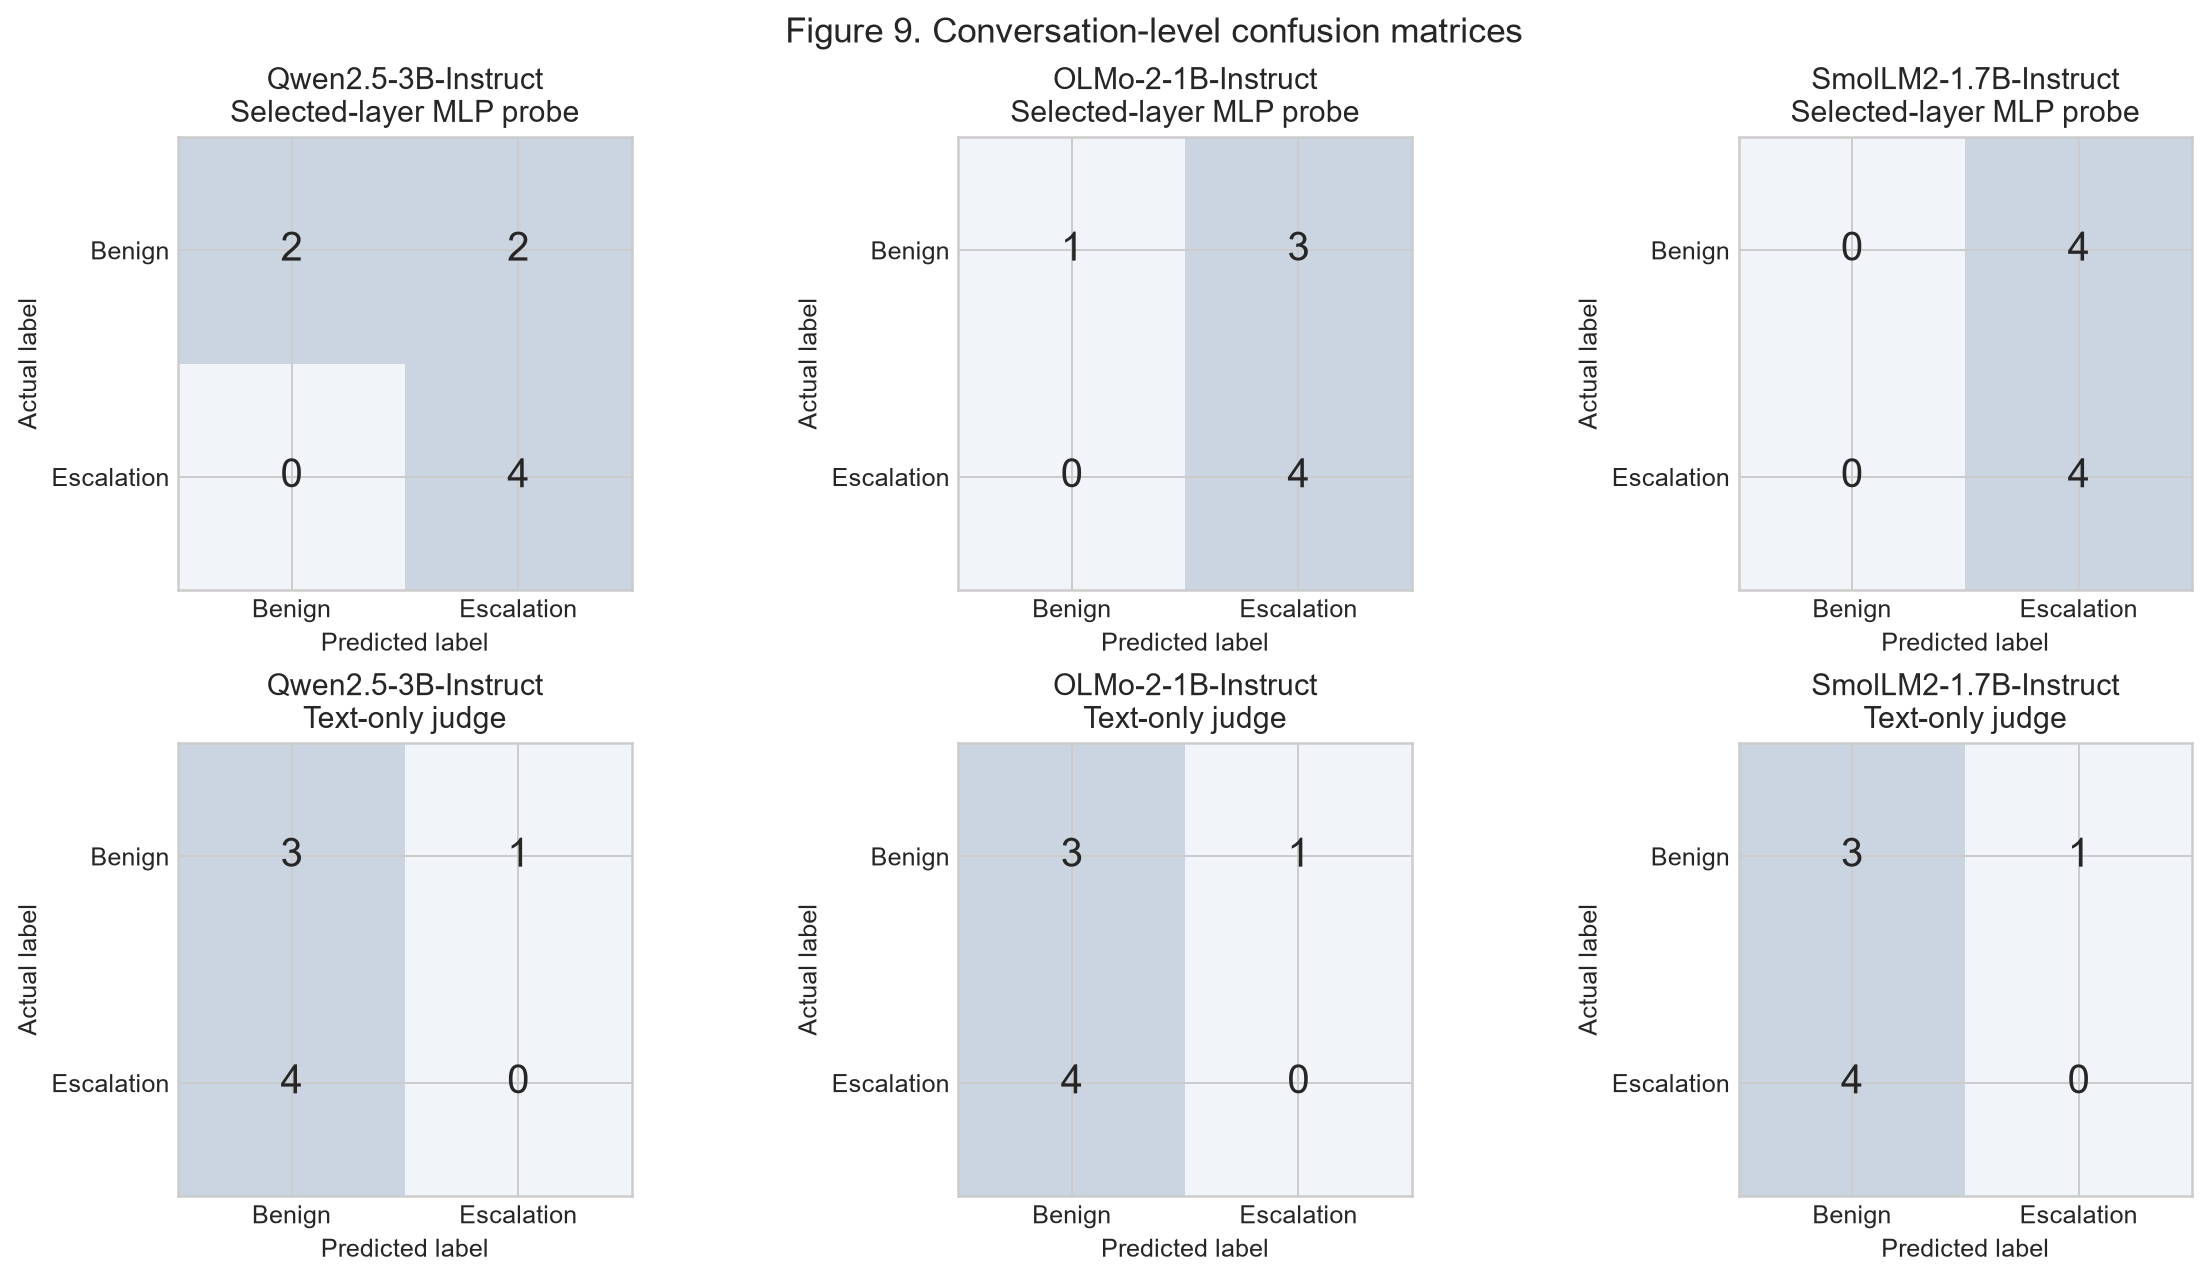 Figure 9. Conversation-level confusion matrices
Qwen2.5-3B-Instruct
Selected-layer MLP probe
Actual label
Benign
2 2
Escalation
0 4
Benign Escalation
Predicted label
OLMo-2-1B-Instruct
Selected-layer MLP probe
Actual label
Benign
1 3
Escalation
0 4
Benign Escalation
Predicted label
SmolLM2-1.7B-Instruct
Selected-layer MLP probe
Actual label
Benign
0 4
Escalation
0 4
Benign Escalation
Predicted label
Qwen2.5-3B-Instruct
Text-only judge
Actual label
Benign
3 1
Escalation
4 0
Benign Escalation
Predicted label
OLMo-2-1B-Instruct
Text-only judge
Actual label
Benign
3 1
Escalation
4 0
Benign Escalation
Predicted label
SmolLM2-1.7B-Instruct
Text-only judge
Actual label
Benign
3 1
Escalation
4 0
Benign Escalation
Predicted label